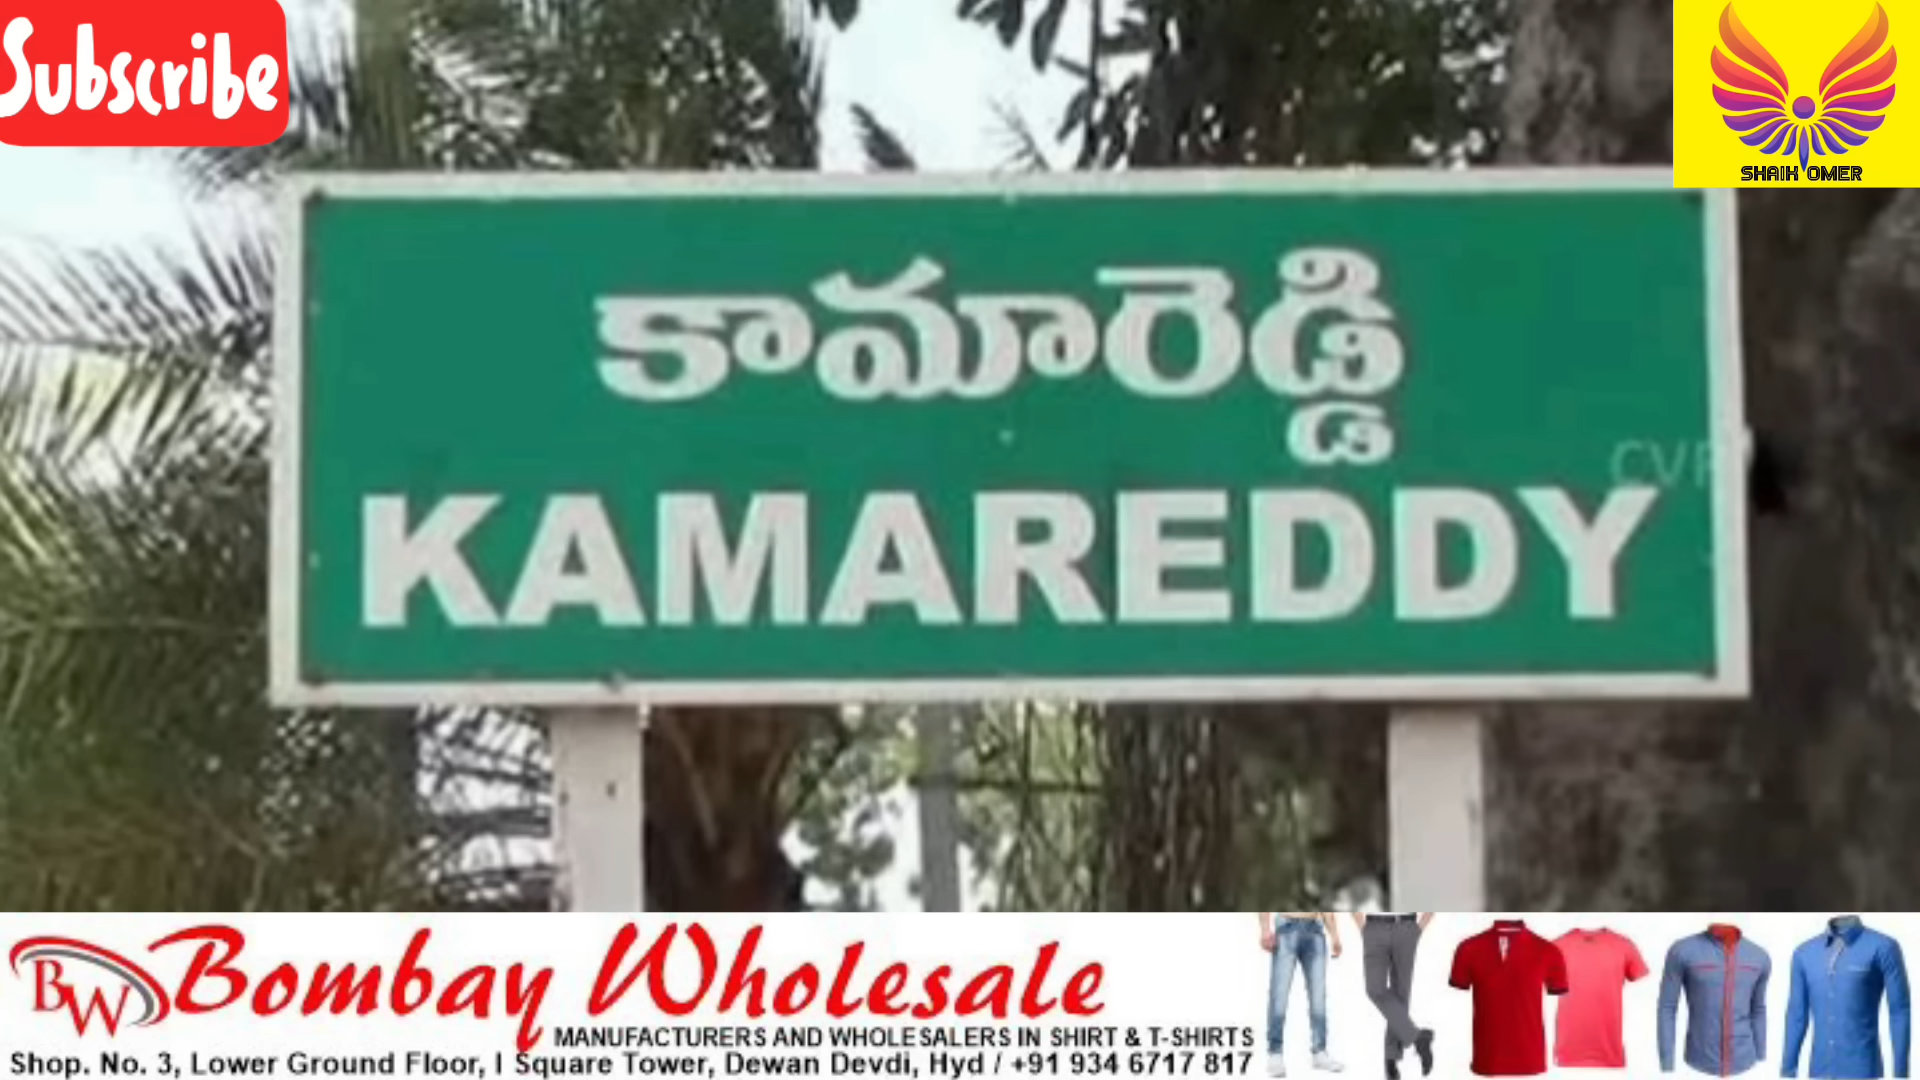 Subscribe
SHAIK OMER
కామారెడ్డి
CVR
KAMAREDDY
BW Bombay Wholesale
MANUFACTURERS AND WHOLESALERS IN SHIRT & T-SHIRTS
Shop. No. 3, Lower Ground Floor, I Square Tower, Dewan Devdi, Hyd / +91 934 6717 817